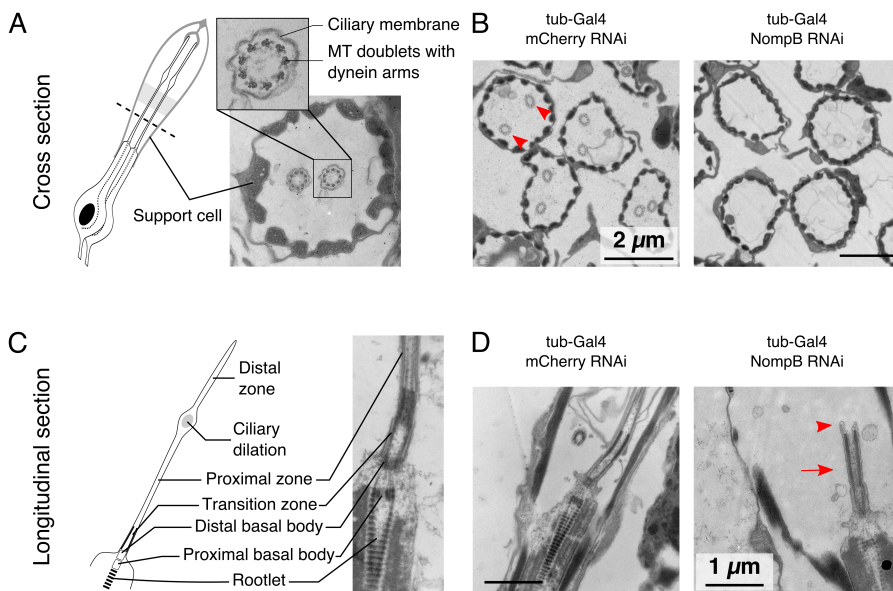 A
Cross section
Ciliary membrane
MT doublets with
dynein arms
Support cell
B
tub-Gal4
mCherry RNAi
tub-Gal4
NompB RNAi
2 µm
C
Longitudinal section
Distal
zone
Ciliary
dilation
Proximal zone
Transition zone
Distal basal body
Proximal basal body
Rootlet
D
tub-Gal4
mCherry RNAi
tub-Gal4
NompB RNAi
1 µm